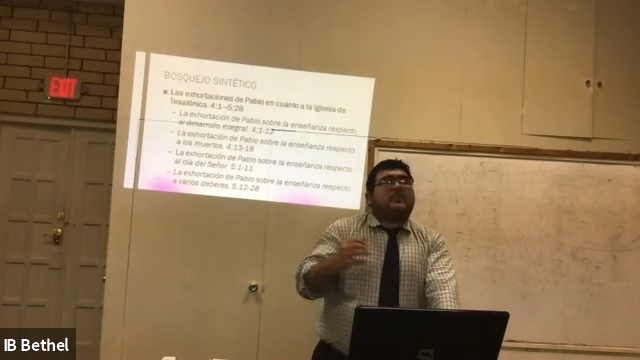 EXIT
BOSQUEJO SINTÉTICO
Las exhortaciones de Pablo en cuanto a la Iglesia de
Tesalónica. 4:1–5:28
– La exhortación de Pablo sobre la enseñanza respecto
al desarrollo integral. 4:1-12
– La exhortación de Pablo sobre la enseñanza respecto
a los muertos. 4:13-18
– La exhortación de Pablo sobre la enseñanza respecto
al día del Señor. 5:1-11
– La exhortación de Pablo sobre la enseñanza respecto
a varios deberes. 5:12-28
IB Bethel